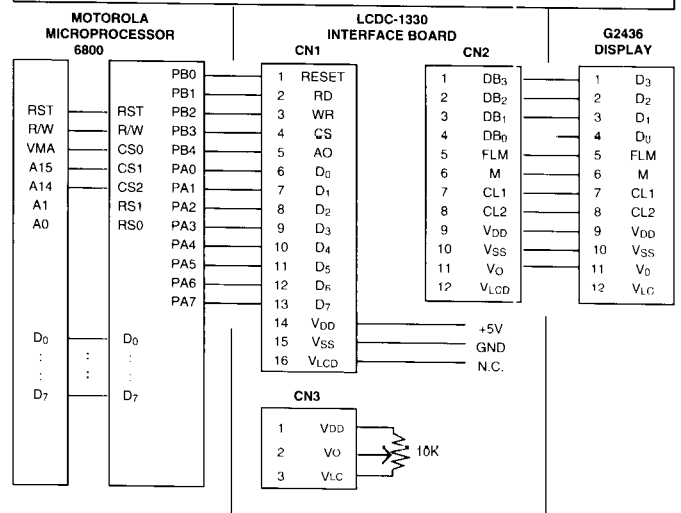 MOTOROLA
MICROPROCESSOR
6800
LCDC-1330
INTERFACE BOARD
CN1
CN2
G2436
DISPLAY
RST
R/W
VMA
A15
A14
A1
A0
D0
D7
RST
R/W
CS0
CS1
CS2
RS1
RS0
D0
D7
PB0
PB1
PB2
PB3
PB4
PA0
PA1
PA2
PA3
PA4
PA5
PA6
PA7
1 RESET
2 RD
3 WR
4 CS
5 AO
6 D0
7 D1
8 D2
9 D3
10 D4
11 D5
12 D6
13 D7
14 VDD
15 VSS
16 VLCD
+5V
GND
N.C.
1 DB3
2 DB2
3 DB1
4 DB0
5 FLM
6 M
7 CL1
8 CL2
9 VDD
10 VSS
11 VO
12 VLCD
1 D3
2 D2
3 D1
4 D0
5 FLM
6 M
7 CL1
8 CL2
9 VDD
10 VSS
11 V0
12 VLC
CN3
1 VDD
2 VO
3 VLC
10K